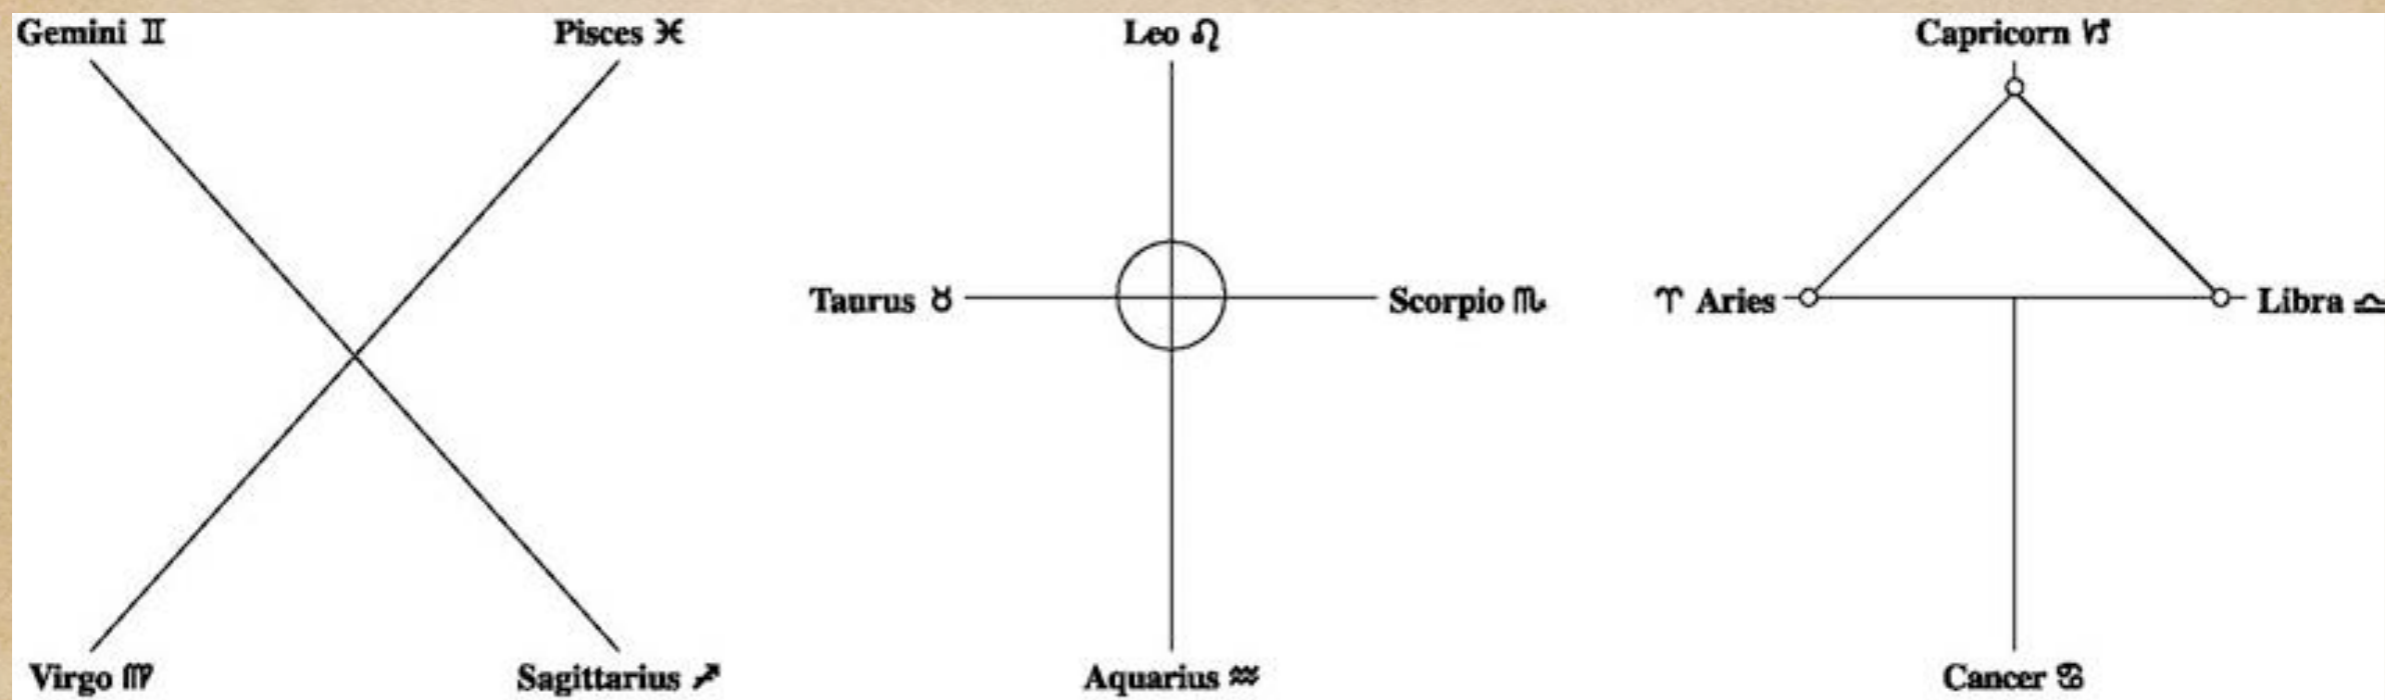 Gemini ♊ Pisces ♓ Leo ♌ Capricorn ♑
Taurus ♉ Scorpio ♏ ♈ Aries Libra ♎
Virgo ♍ Sagittarius ♐ Aquarius ♒ Cancer ♋